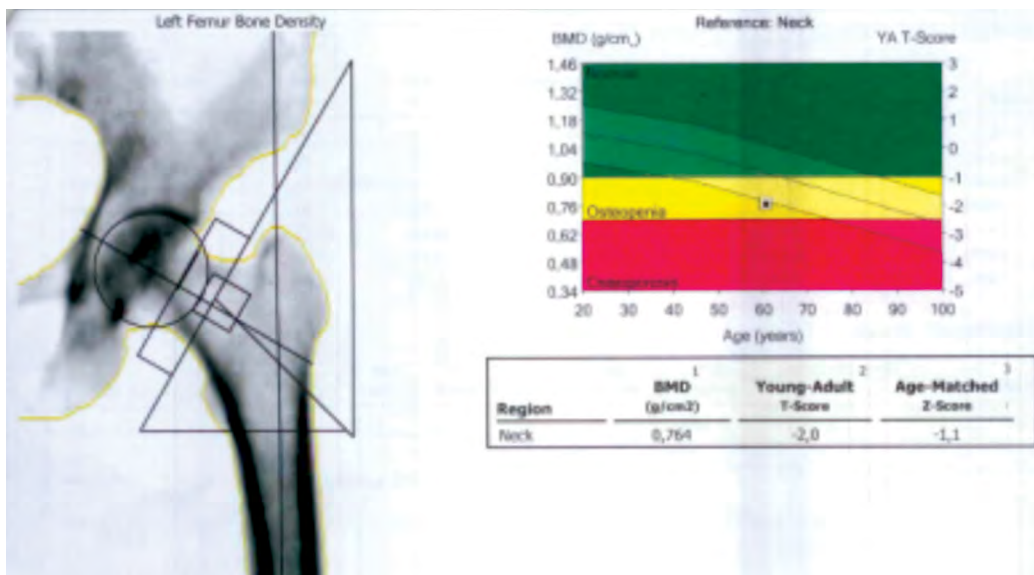 Left Femur Bone Density
Reference: Neck
BMD (g/cm,)
YA T-Score
1,46
1,32
1,18
1,04
0,90
0,76
0,62
0,48
0,34
3
2
1
0
-1
-2
-3
-4
-5
Osteopenia
20 30 40 50 60 70 80 90 100
Age (years)
1 2 3
BMD Young-Adult Age-Matched
Region (g/cm2) T-Score Z-Score
Neck 0,764 -2,0 -1,1